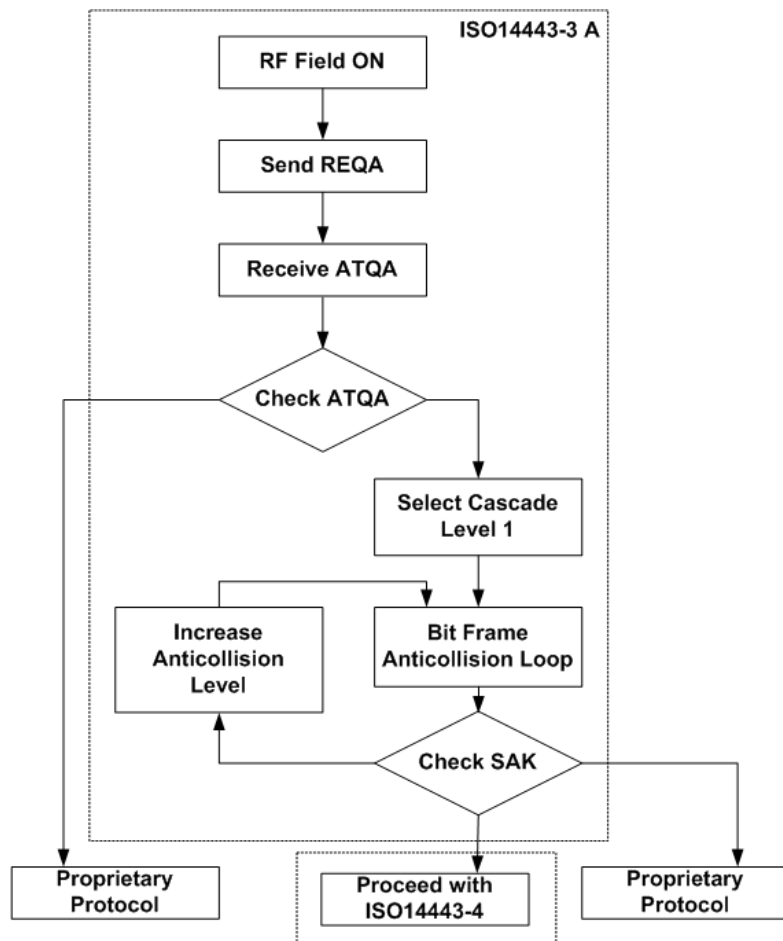 ISO14443-3 A
RF Field ON
Send REQA
Receive ATQA
Check ATQA
Select Cascade
Level 1
Increase
Anticollision
Level
Bit Frame
Anticollision Loop
Check SAK
Proprietary
Protocol
Proceed with
ISO14443-4
Proprietary
Protocol